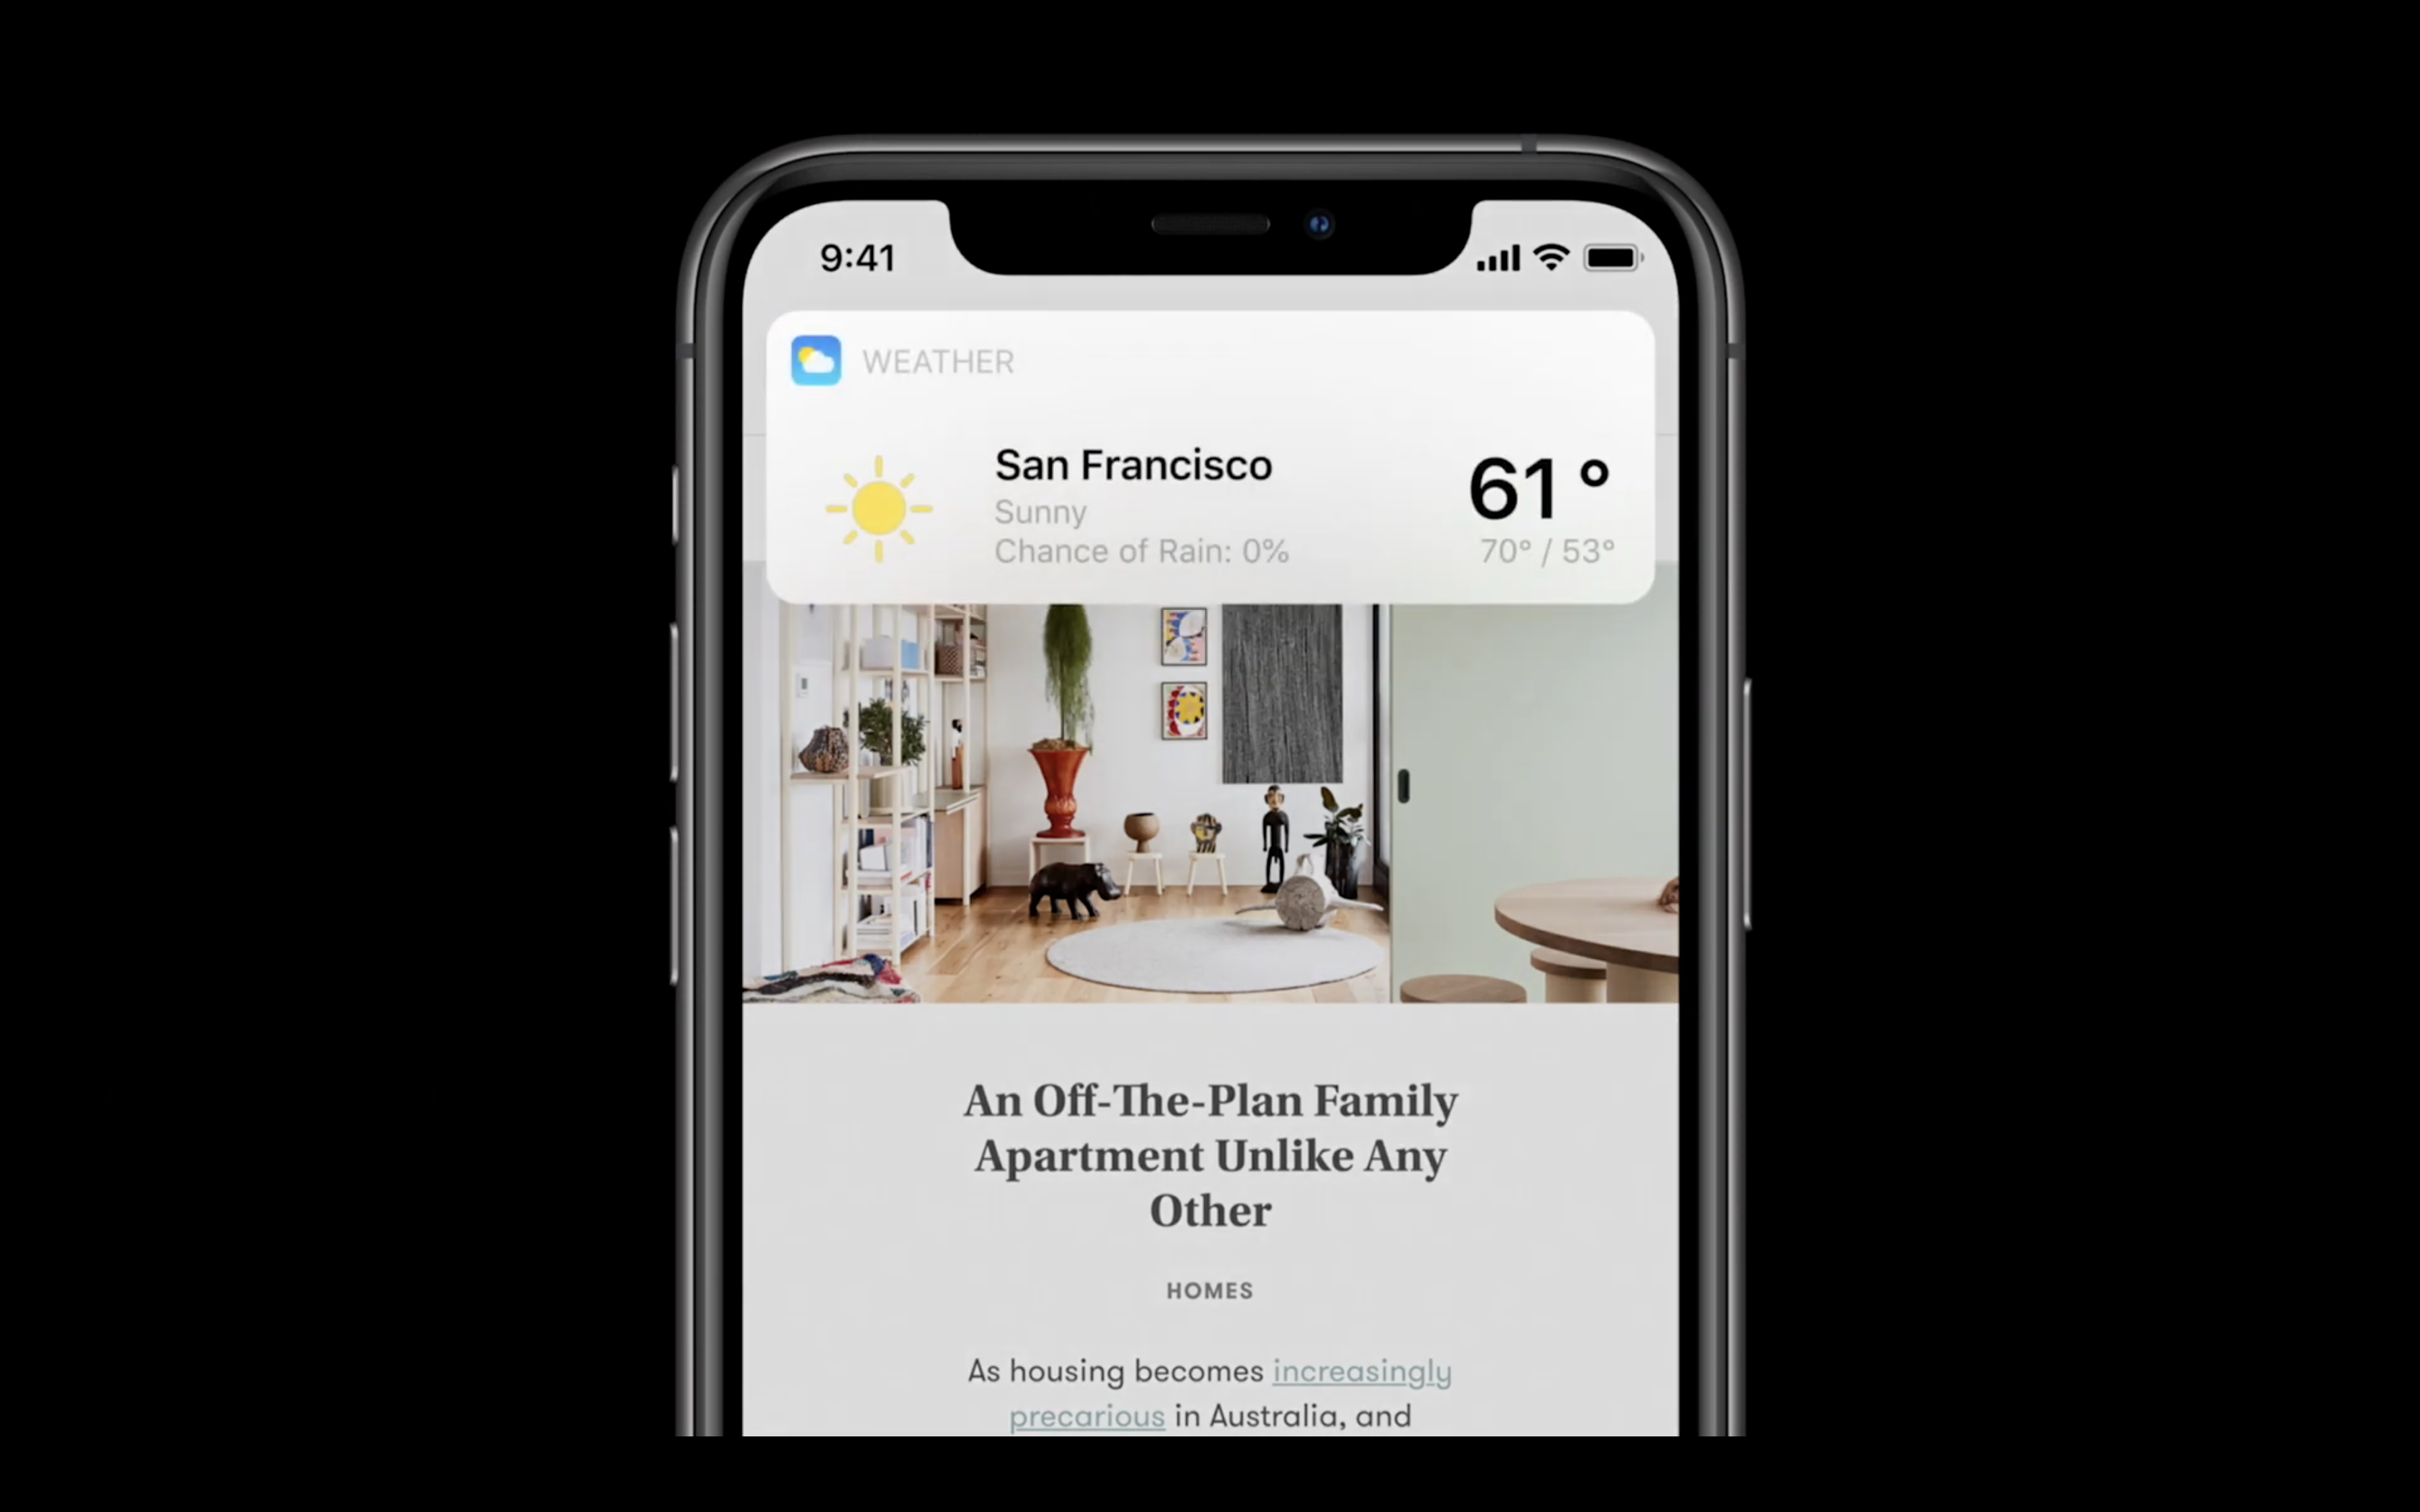 9:41
WEATHER
San Francisco
61°
Sunny
Chance of Rain: 0%
70° / 53°
An Off-The-Plan Family
Apartment Unlike Any
Other
HOMES
As housing becomes increasingly
precarious in Australia, and